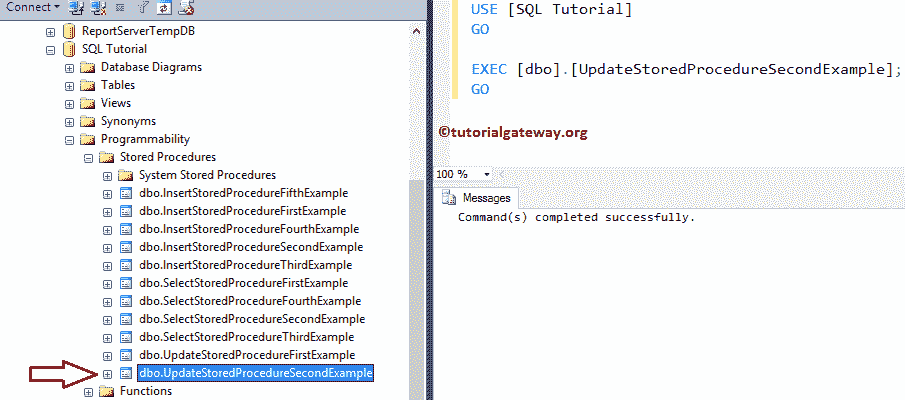 Connect
ReportServerTempDB
SQL Tutorial
Database Diagrams
Tables
Views
Synonyms
Programmability
Stored Procedures
System Stored Procedures
dbo.InsertStoredProcedureFifthExample
dbo.InsertStoredProcedureFirstExample
dbo.InsertStoredProcedureFourthExample
dbo.InsertStoredProcedureSecondExample
dbo.InsertStoredProcedureThirdExample
dbo.SelectStoredProcedureFirstExample
dbo.SelectStoredProcedureFourthExample
dbo.SelectStoredProcedureSecondExample
dbo.SelectStoredProcedureThirdExample
dbo.UpdateStoredProcedureFirstExample
dbo.UpdateStoredProcedureSecondExample
Functions
USE [SQL Tutorial]
GO
EXEC [dbo].[UpdateStoredProcedureSecondExample];
GO
©tutorialgateway.org
100 %
Messages
Command(s) completed successfully.